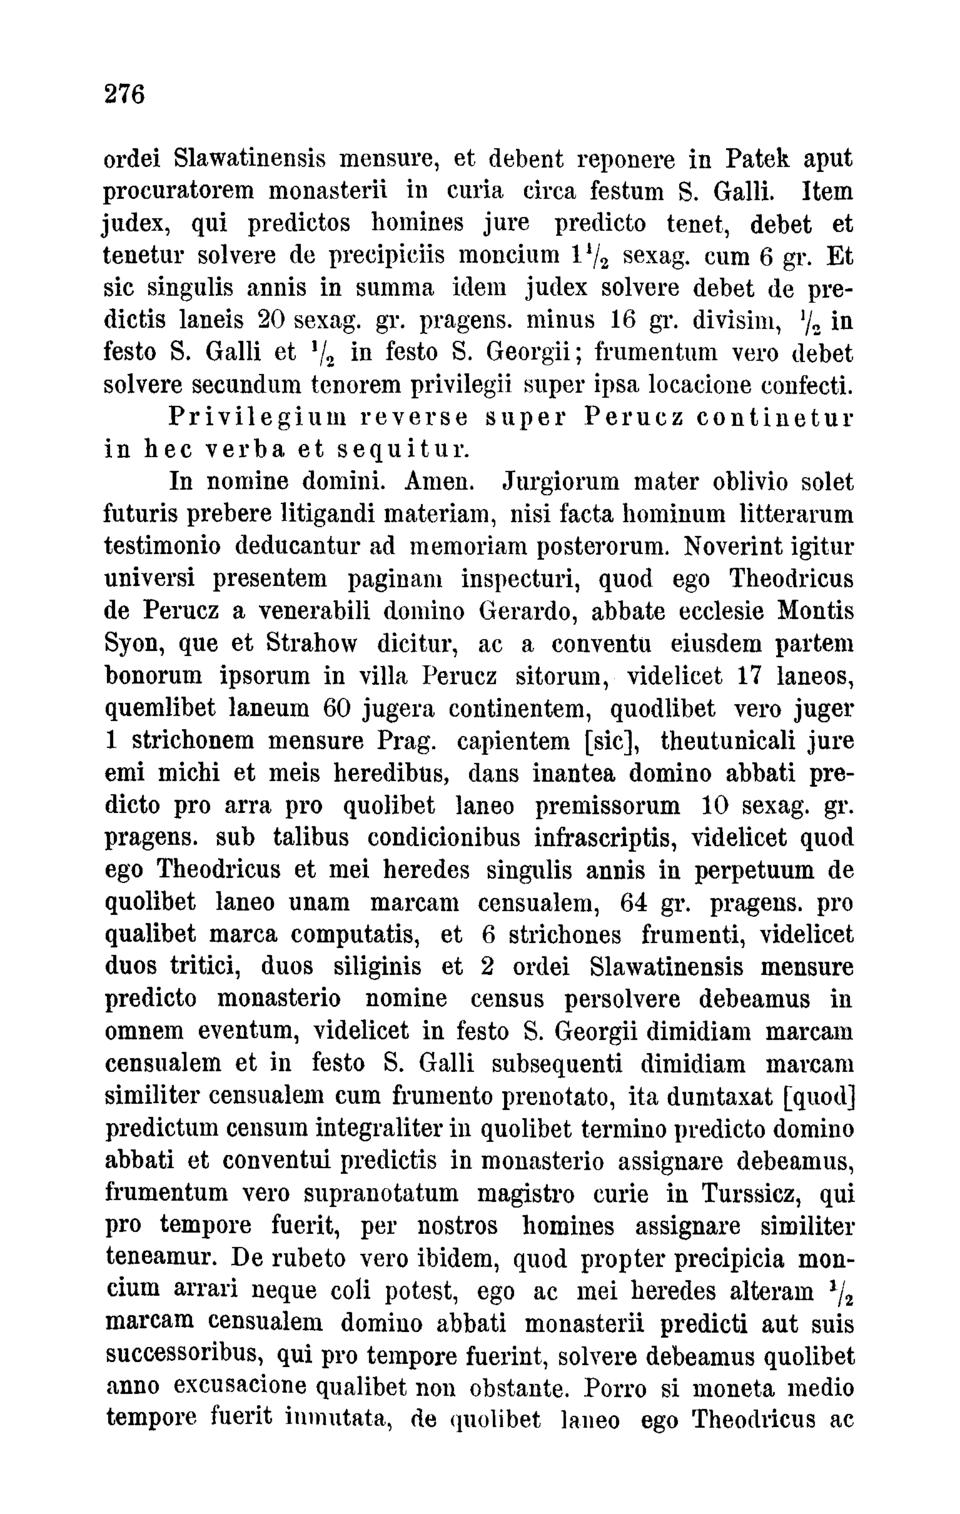 276
ordei Slawatinensis mensure, et debent reponere in Patek aput
procuratorem monasterii in curia circa festum S. Galli. Item
judex, qui predictos homines jure predicto tenet, debet et
tenetur solvere de precipiciis moncium 1½ sexag. cum 6 gr. Et
sic singulis annis in summa idem judex solvere debet de pre-
dictis laneis 20 sexag. gr. pragens. minus 16 gr. divisim, ½ in
festo S. Galli et ½ in festo S. Georgii; frumentum vero debet
solvere secundum tenorem privilegii super ipsa locacione confecti.
Privilegium reverse super Perucz continetur
in hec verba et sequitur.
In nomine domini. Amen. Jurgiorum mater oblivio solet
futuris prebere litigandi materiam, nisi facta hominum litterarum
testimonio deducantur ad memoriam posterorum. Noverint igitur
universi presentem paginam inspecturi, quod ego Theodricus
de Perucz a venerabili domino Gerardo, abbate ecclesie Montis
Syon, que et Strahow dicitur, ac a conventu eiusdem partem
bonorum ipsorum in villa Perucz sitorum, videlicet 17 laneos,
quemlibet laneum 60 jugera continentem, quodlibet vero juger
1 strichonem mensure Prag. capientem [sic], theutunicali jure
emi michi et meis heredibus, dans inantea domino abbati pre-
dicto pro arra pro quolibet laneo premissorum 10 sexag. gr.
pragens. sub talibus condicionibus infrascriptis, videlicet quod
ego Theodricus et mei heredes singulis annis in perpetuum de
quolibet laneo unam marcam censualem, 64 gr. pragens. pro
qualibet marca computatis, et 6 strichones frumenti, videlicet
duos tritici, duos siliginis et 2 ordei Slawatinensis mensure
predicto monasterio nomine census persolvere debeamus in
omnem eventum, videlicet in festo S. Georgii dimidiam marcam
censualem et in festo S. Galli subsequenti dimidiam marcam
similiter censualem cum frumento prenotato, ita dumtaxat [quod]
predictum censum integraliter in quolibet termino predicto domino
abbati et conventui predictis in monasterio assignare debeamus,
frumentum vero supranotatum magistro curie in Turssicz, qui
pro tempore fuerit, per nostros homines assignare similiter
teneamur. De rubeto vero ibidem, quod propter precipicia mon-
cium arrari neque coli potest, ego ac mei heredes alteram ½
marcam censualem domino abbati monasterii predicti aut suis
successoribus, qui pro tempore fuerint, solvere debeamus quolibet
anno excusacione qualibet non obstante. Porro si moneta medio
tempore fuerit inmutata, de quolibet laneo ego Theodricus ac